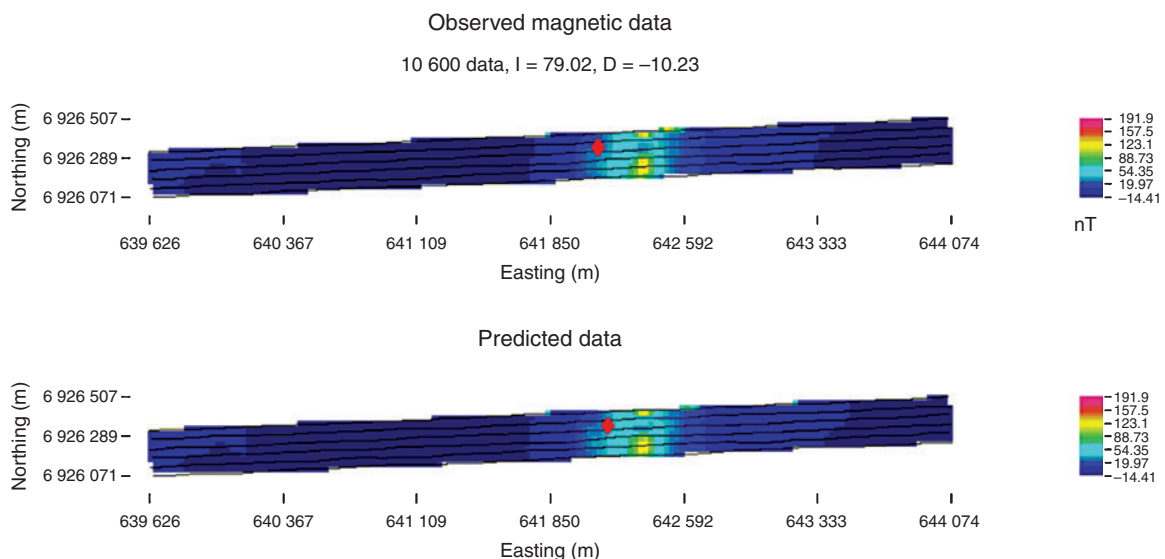 Observed magnetic data
10 600 data, I = 79.02, D = –10.23
Northing (m)
6 926 507
6 926 289
6 926 071
639 626
640 367
641 109
641 850
642 592
643 333
644 074
Easting (m)
191.9
157.5
123.1
88.73
54.35
19.97
–14.41
nT
Predicted data
Northing (m)
6 926 507
6 926 289
6 926 071
639 626
640 367
641 109
641 850
642 592
643 333
644 074
Easting (m)
191.9
157.5
123.1
88.73
54.35
19.97
–14.41